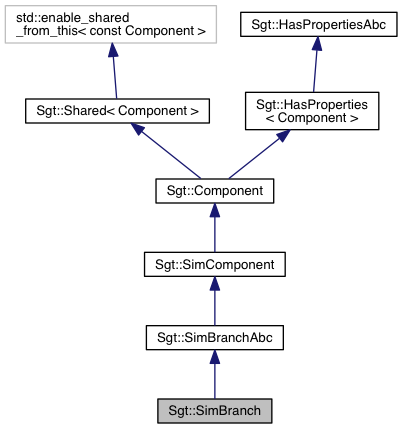 std::enable_shared
_from_this< const Component >
Sgt::HasPropertiesAbc
Sgt::Shared< Component >
Sgt::HasProperties
< Component >
Sgt::Component
Sgt::SimComponent
Sgt::SimBranchAbc
Sgt::SimBranch